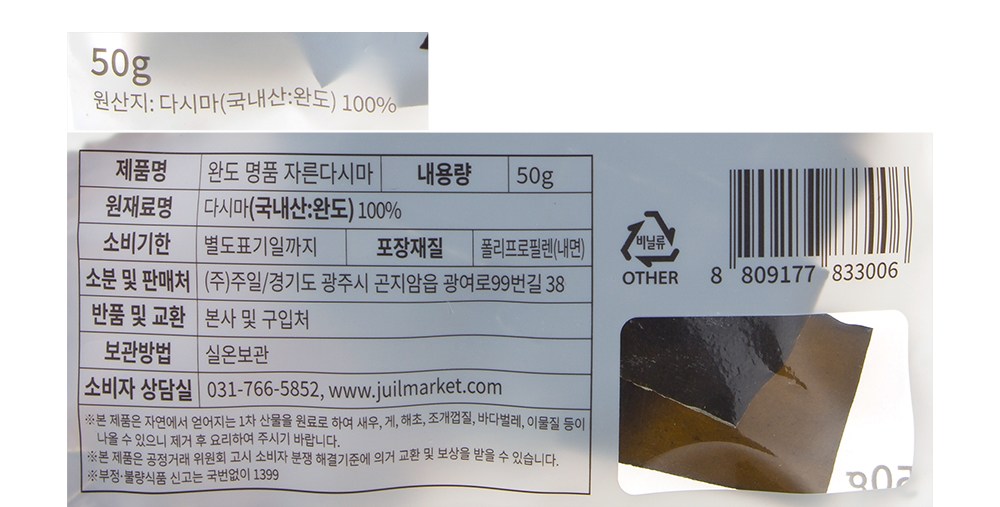 50g
원산지: 다시마(국내산:완도) 100%
제품명 완도 명품 자른다시마 내용량 50g
원재료명 다시마(국내산:완도) 100%
소비기한 별도표기일까지 포장재질 폴리프로필렌(내면)
소분 및 판매처 (주)주일/경기도 광주시 곤지암읍 광여로99번길 38
반품 및 교환 본사 및 구입처
보관방법 실온보관
소비자 상담실 031-766-5852, www.juilmarket.com
※본 제품은 자연에서 얻어지는 1차 산물을 원료로 하여 새우, 게, 해초, 조개껍질, 바다벌레, 이물질 등이
나올 수 있으니 제거 후 요리하여 주시기 바랍니다.
※본 제품은 공정거래 위원회 고시 소비자 분쟁 해결기준에 의거 교환 및 보상을 받을 수 있습니다.
※부정·불량식품 신고는 국번없이 1399
비닐류
OTHER
8 809177 833006
50g